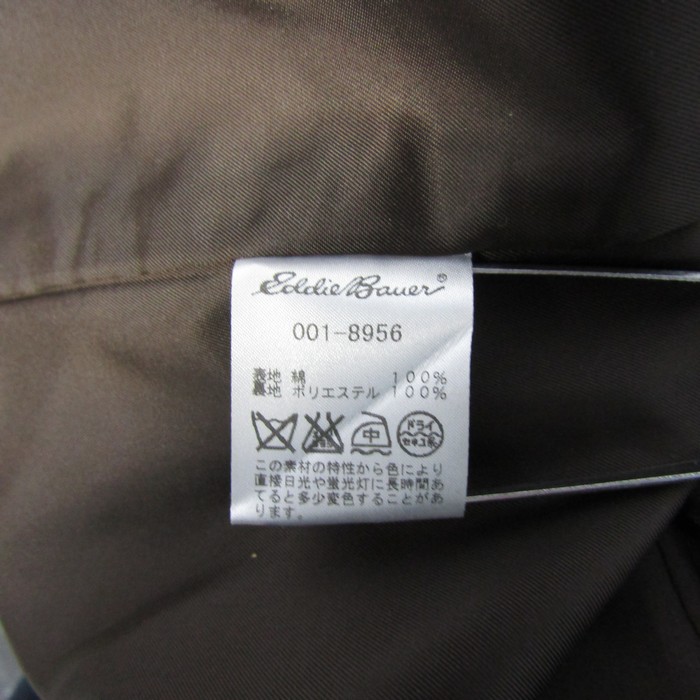 Eddie Bauer®
001-8956
表地 綿 100%
裏地 ポリエステル 100%
中 ドライ
セキユ系
この素材の特性から色により
直接日光や蛍光灯に長時間あ
てると多少変色することがあ
ります。